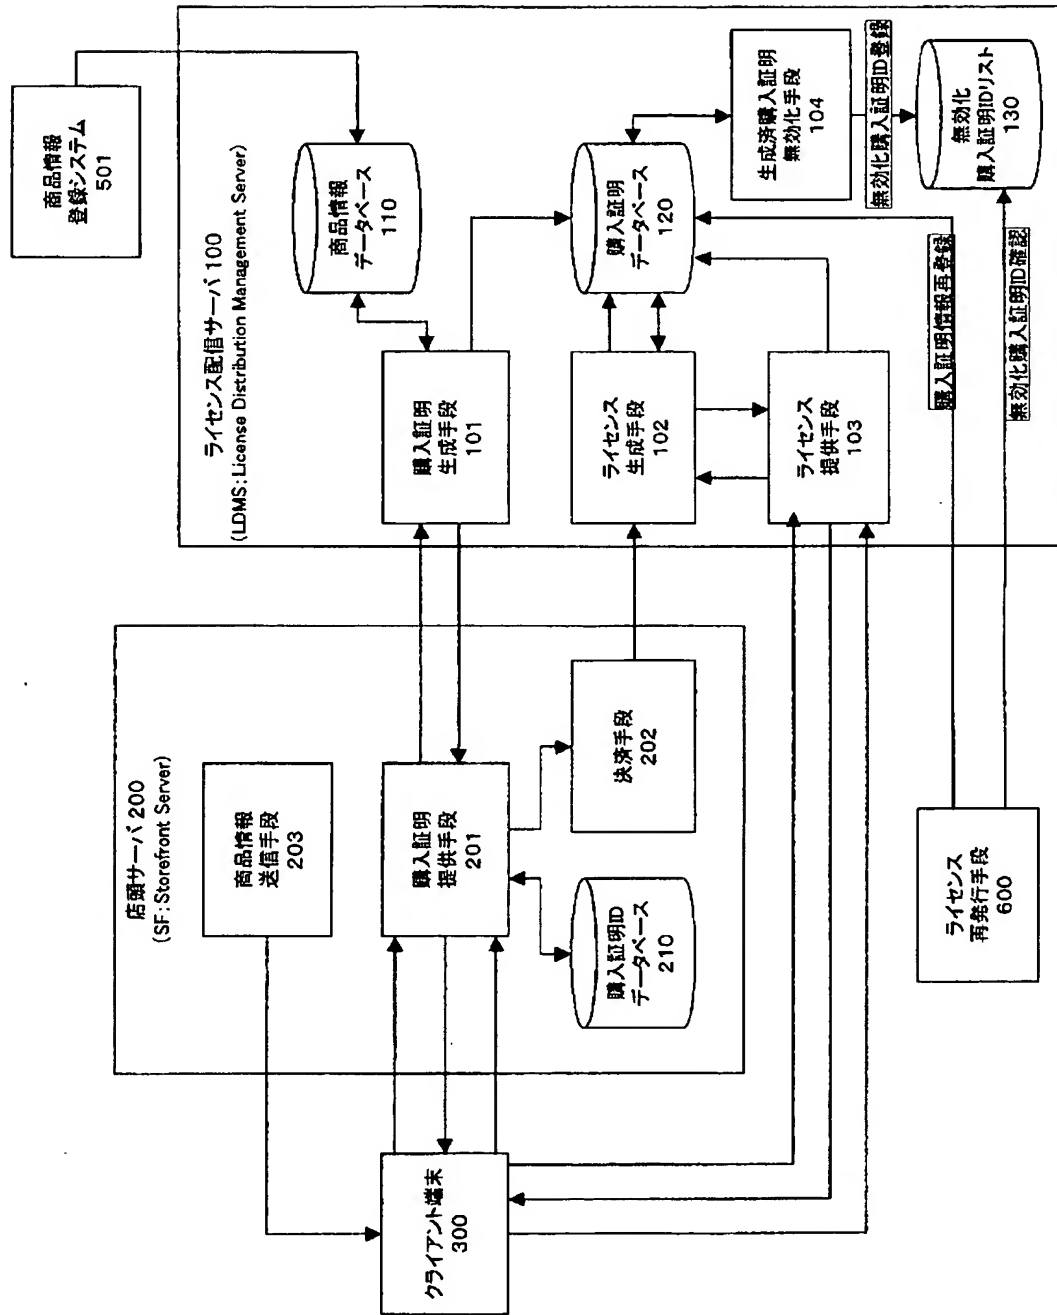 商品情報
登録システム
501
ライセンス配信サーバ 100
(LDMS:License Distribution Management Server)
商品情報
データベース
110
購入証明
生成手段
101
購入証明
データベース
120
ライセンス
生成手段
102
ライセンス
提供手段
103
生成済購入証明
無効化手段
104
無効化購入証明ID登録
無効化
購入証明IDリスト
130
購入証明情報再登録
無効化購入証明ID確認
店頭サーバ 200
(SF:Storefront Server)
商品情報
送信手段
203
購入証明
提供手段
201
決済手段
202
購入証明ID
データベース
210
クライアント端末
300
ライセンス
再発行手段
600